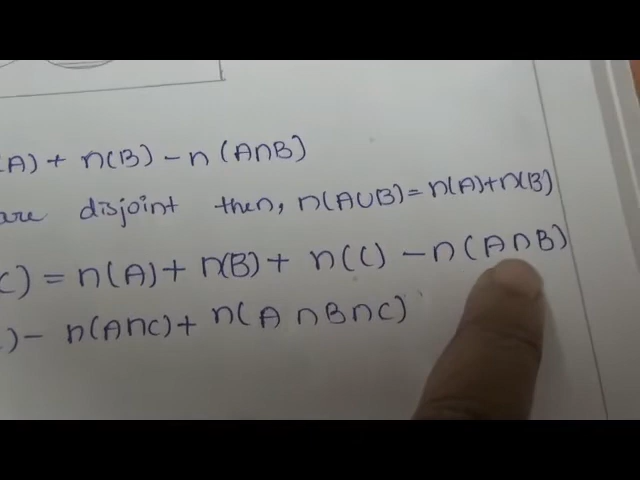 A) + n(B) - n (A∩B)
are disjoint then, n(A∪B) = n(A)+n(B)
C) = n(A) + n(B) + n(C) - n (A∩B)
) - n(A∩C) + n(A ∩ B∩C)